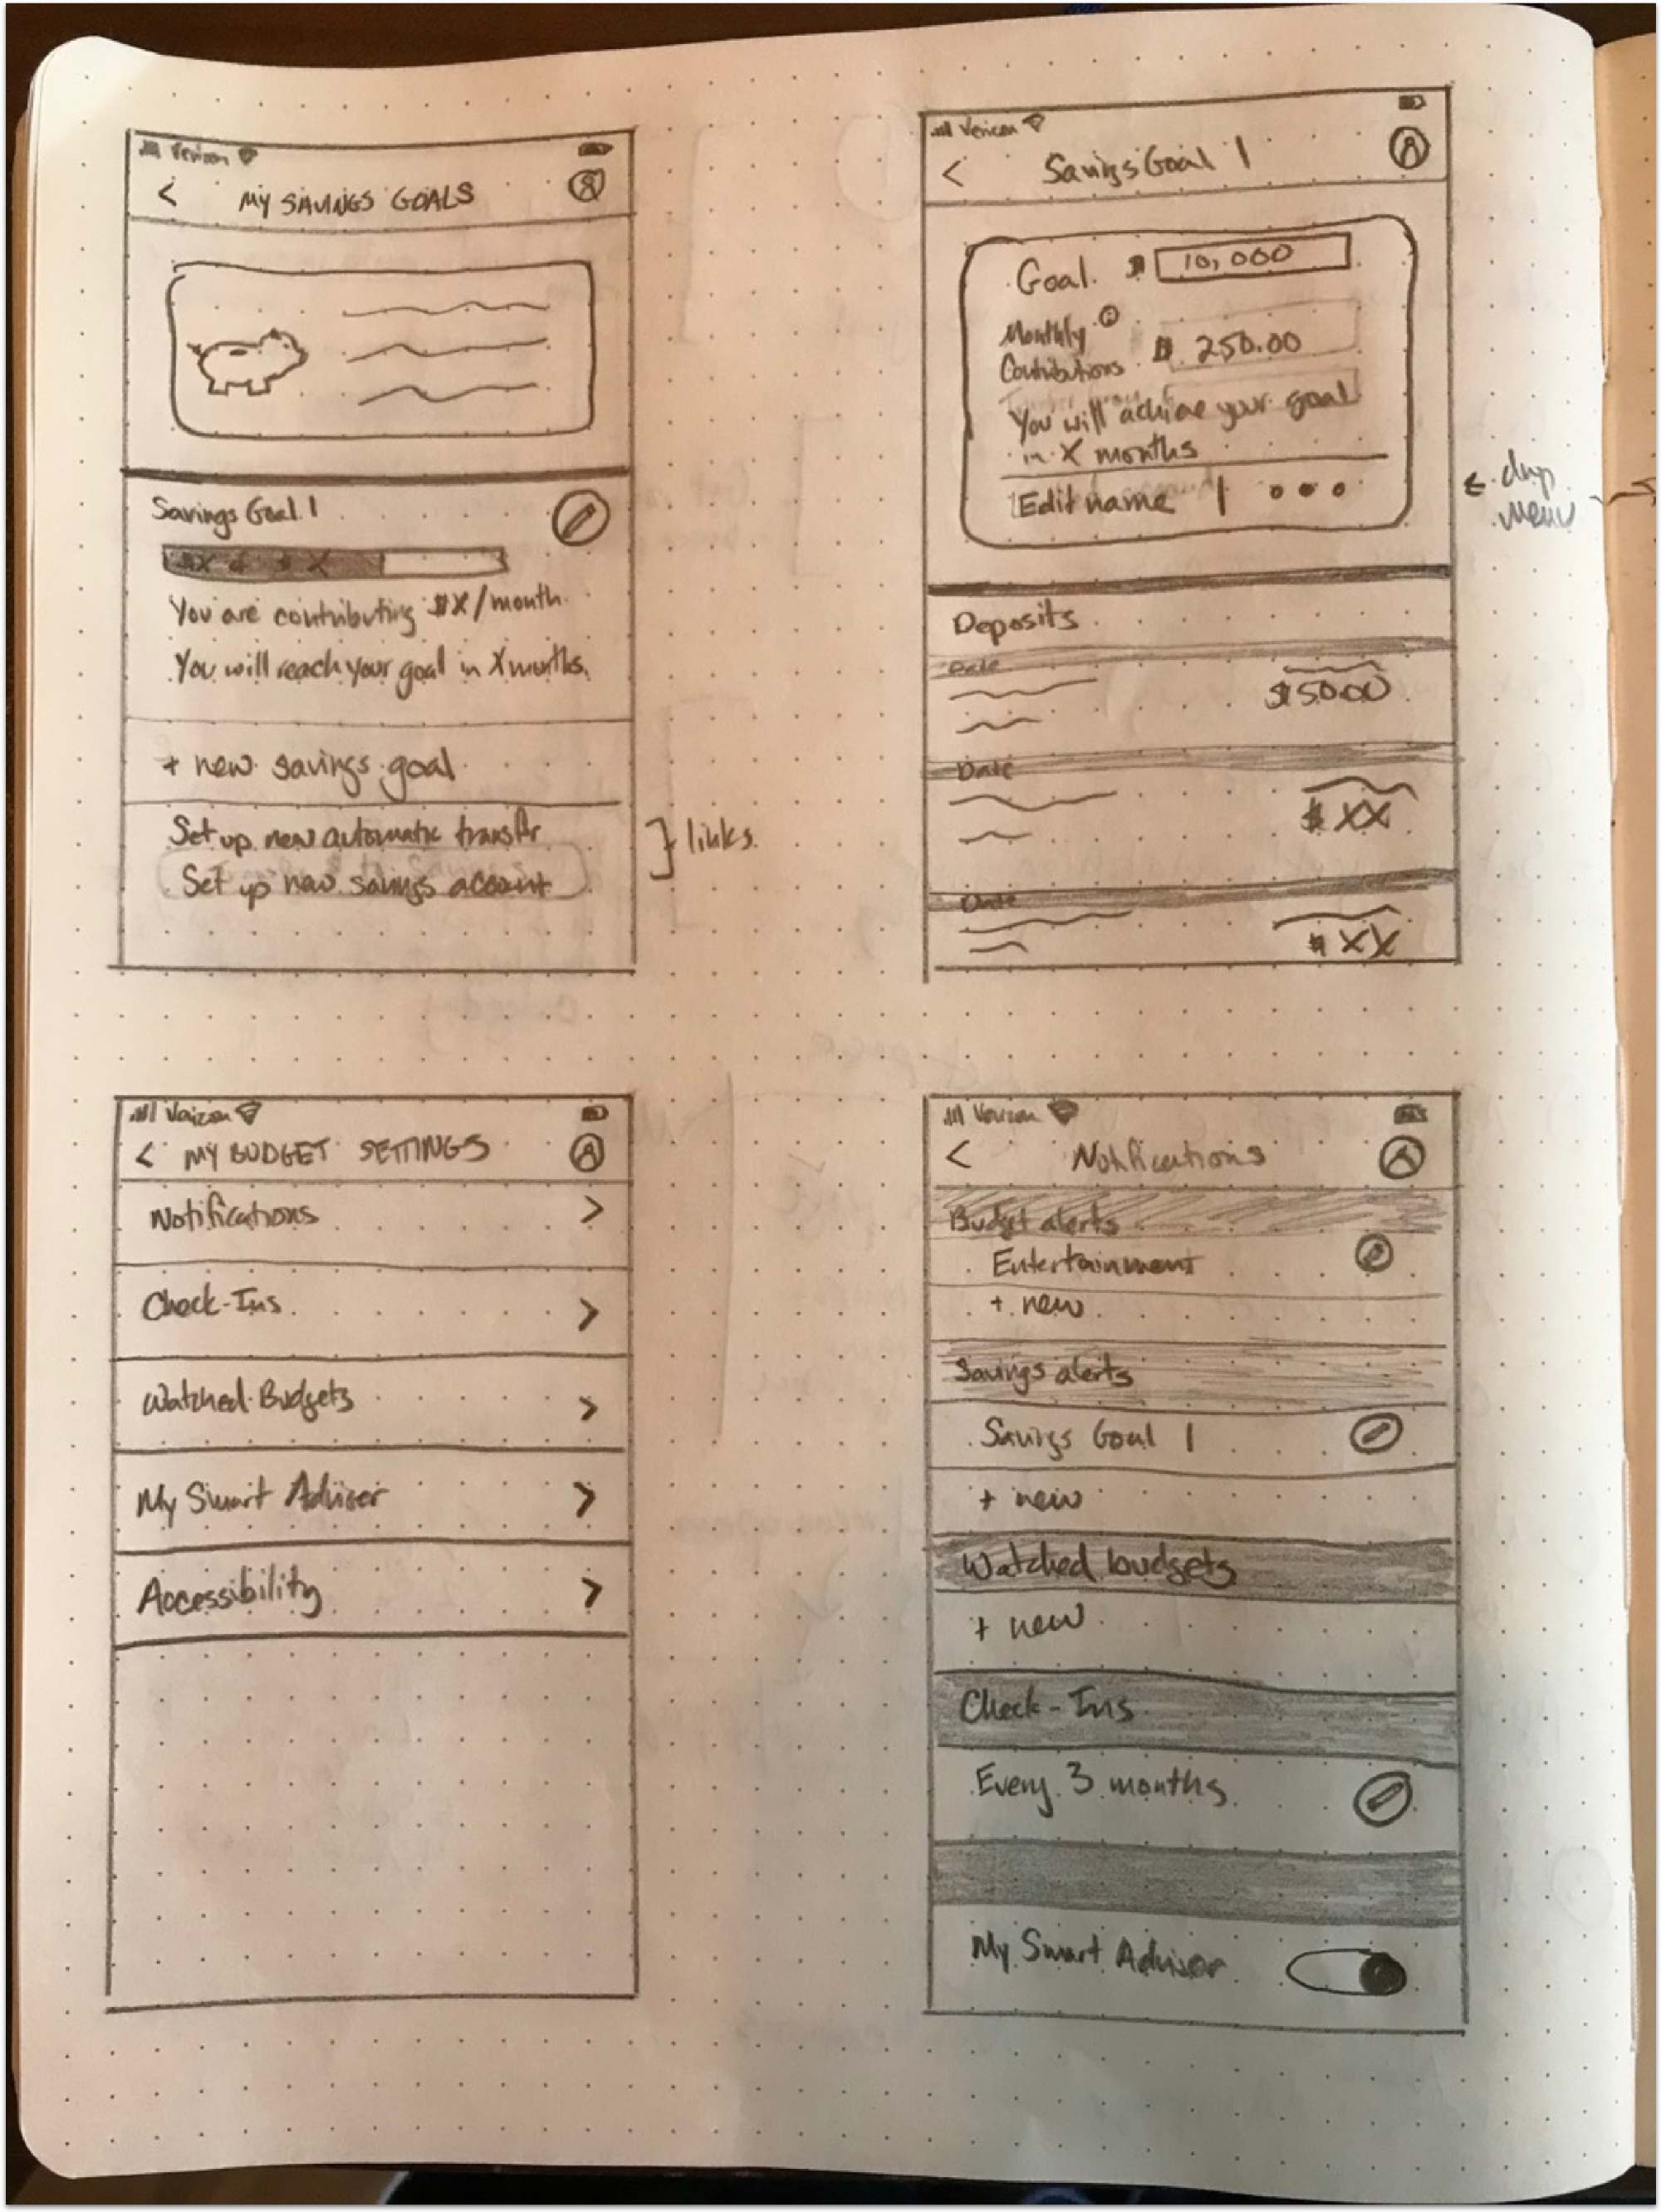 Verizon
< MY SAVINGS GOALS
Savings Goal 1
$X of $X
You are contributing $X/month.
You will reach your goal in X months.
+ new savings goal
Set up new automatic transfr
Set up new savings account
links
Verizon
< Savings Goal 1
Goal $ 10,000
Monthly
Contributions $ 250.00
You will achieve your goal
in X months
Edit name | ...
drop
menu
Deposits
Date
$50.00
Date
$ XX
Date
$ XX
Verizon
< MY BUDGET SETTINGS
Notifications >
Check-Ins >
Watched Budgets >
My Smart Advisor >
Accessibility >
Verizon
< Notifications
Budget alerts
Entertainment
+ new
Savings alerts
Savings Goal 1
+ new
Watched budgets
+ new
Check-Ins
Every 3 months
My Smart Advisor